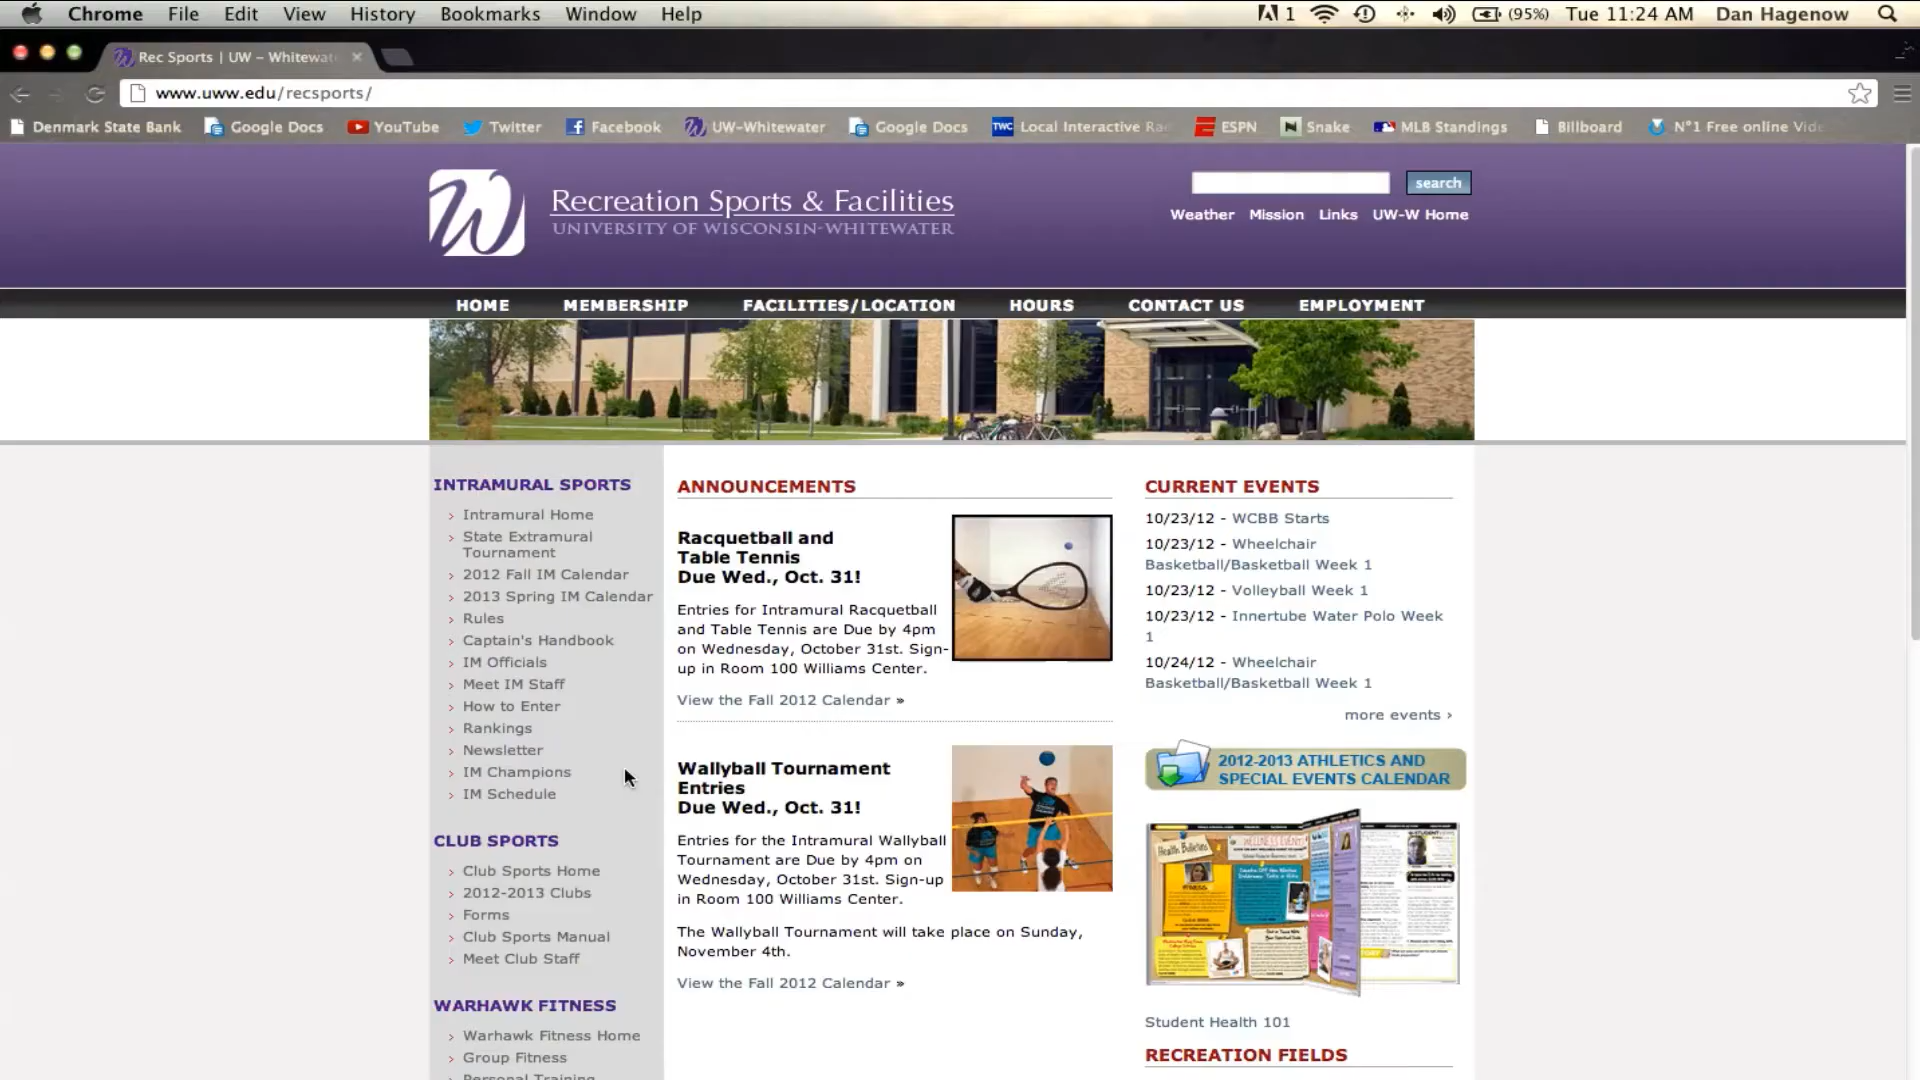 Chrome File Edit View History Bookmarks Window Help 1 (95%) Tue 11:24 AM Dan Hagenow
Rec Sports | UW – Whitewat
www.uww.edu/recsports/
Denmark State Bank Google Docs YouTube Twitter Facebook UW-Whitewater Google Docs TWC Local Interactive Ra ESPN N Snake MLB Standings Billboard N°1 Free online Vid
W Recreation Sports & Facilities
UNIVERSITY OF WISCONSIN-WHITEWATER
search
Weather Mission Links UW-W Home
HOME MEMBERSHIP FACILITIES/LOCATION HOURS CONTACT US EMPLOYMENT
INTRAMURAL SPORTS
› Intramural Home
› State Extramural
Tournament
› 2012 Fall IM Calendar
› 2013 Spring IM Calendar
› Rules
› Captain's Handbook
› IM Officials
› Meet IM Staff
› How to Enter
› Rankings
› Newsletter
› IM Champions
› IM Schedule
CLUB SPORTS
› Club Sports Home
› 2012-2013 Clubs
› Forms
› Club Sports Manual
› Meet Club Staff
WARHAWK FITNESS
› Warhawk Fitness Home
› Group Fitness
› Personal Training
ANNOUNCEMENTS
Racquetball and
Table Tennis
Due Wed., Oct. 31!
Entries for Intramural Racquetball
and Table Tennis are Due by 4pm
on Wednesday, October 31st. Sign-
up in Room 100 Williams Center.
View the Fall 2012 Calendar »
Wallyball Tournament
Entries
Due Wed., Oct. 31!
Entries for the Intramural Wallyball
Tournament are Due by 4pm on
Wednesday, October 31st. Sign-up
in Room 100 Williams Center.
The Wallyball Tournament will take place on Sunday,
November 4th.
View the Fall 2012 Calendar »
CURRENT EVENTS
10/23/12 - WCBB Starts
10/23/12 - Wheelchair
Basketball/Basketball Week 1
10/23/12 - Volleyball Week 1
10/23/12 - Innertube Water Polo Week
1
10/24/12 - Wheelchair
Basketball/Basketball Week 1
more events ›
2012-2013 ATHLETICS AND
SPECIAL EVENTS CALENDAR
Health Bulletins
Student Health 101
RECREATION FIELDS